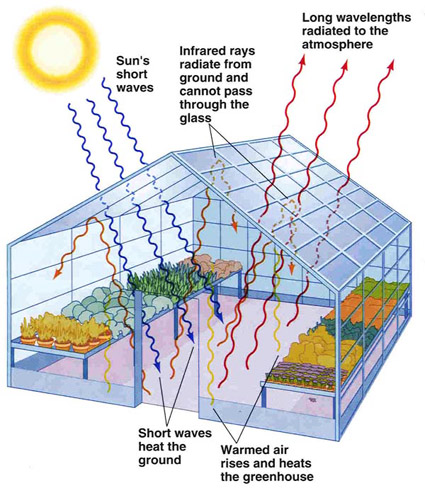 Sun's
short
waves
Infrared rays
radiate from
ground and
cannot pass
through the
glass
Long wavelengths
radiated to the
atmosphere
Short waves
heat the
ground
Warmed air
rises and heats
the greenhouse